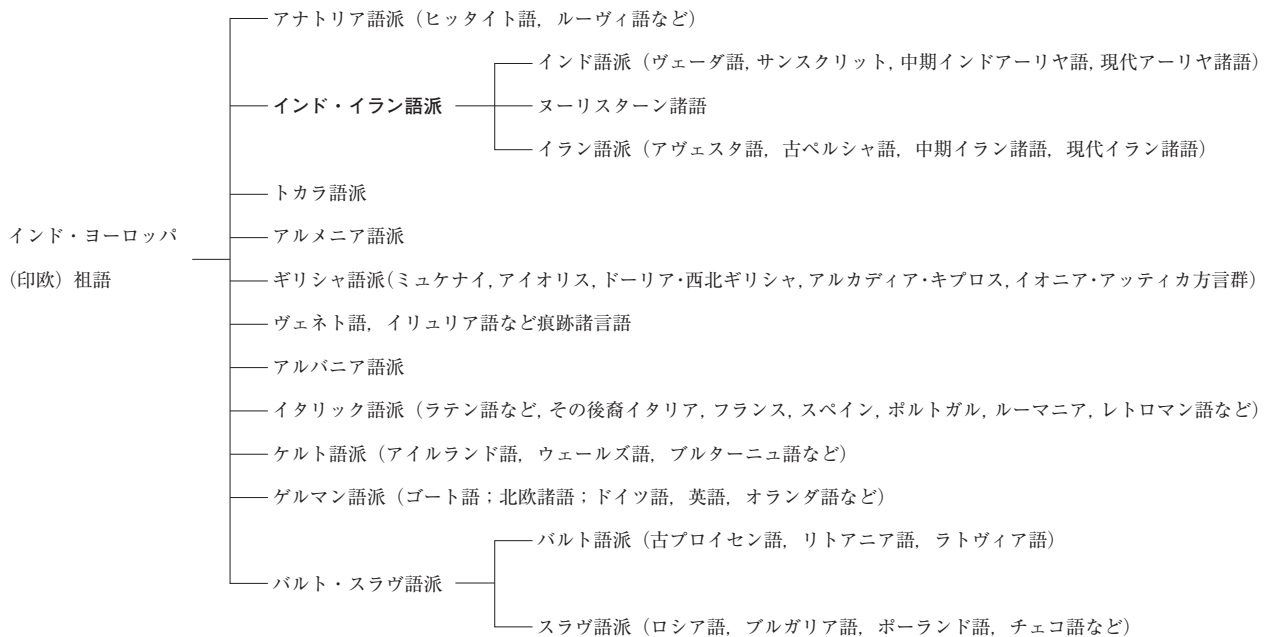 アナトリア語派（ヒッタイト語，ルーヴィ語など）
インド語派（ヴェーダ語, サンスクリット, 中期インドアーリヤ語, 現代アーリヤ諸語）
インド・イラン語派
ヌーリスターン諸語
イラン語派（アヴェスタ語，古ペルシャ語，中期イラン諸語，現代イラン諸語）
トカラ語派
インド・ヨーロッパ
（印欧）祖語
アルメニア語派
ギリシャ語派（ミュケナイ, アイオリス, ドーリア・西北ギリシャ, アルカディア・キプロス, イオニア・アッティカ方言群）
ヴェネト語，イリュリア語など痕跡諸言語
アルバニア語派
イタリック語派（ラテン語など, その後裔イタリア, フランス, スペイン, ポルトガル, ルーマニア, レトロマン語など）
ケルト語派（アイルランド語，ウェールズ語，ブルターニュ語など）
ゲルマン語派（ゴート語；北欧諸語；ドイツ語，英語，オランダ語など）
バルト語派（古プロイセン語，リトアニア語，ラトヴィア語）
バルト・スラヴ語派
スラヴ語派（ロシア語，ブルガリア語，ポーランド語，チェコ語など）